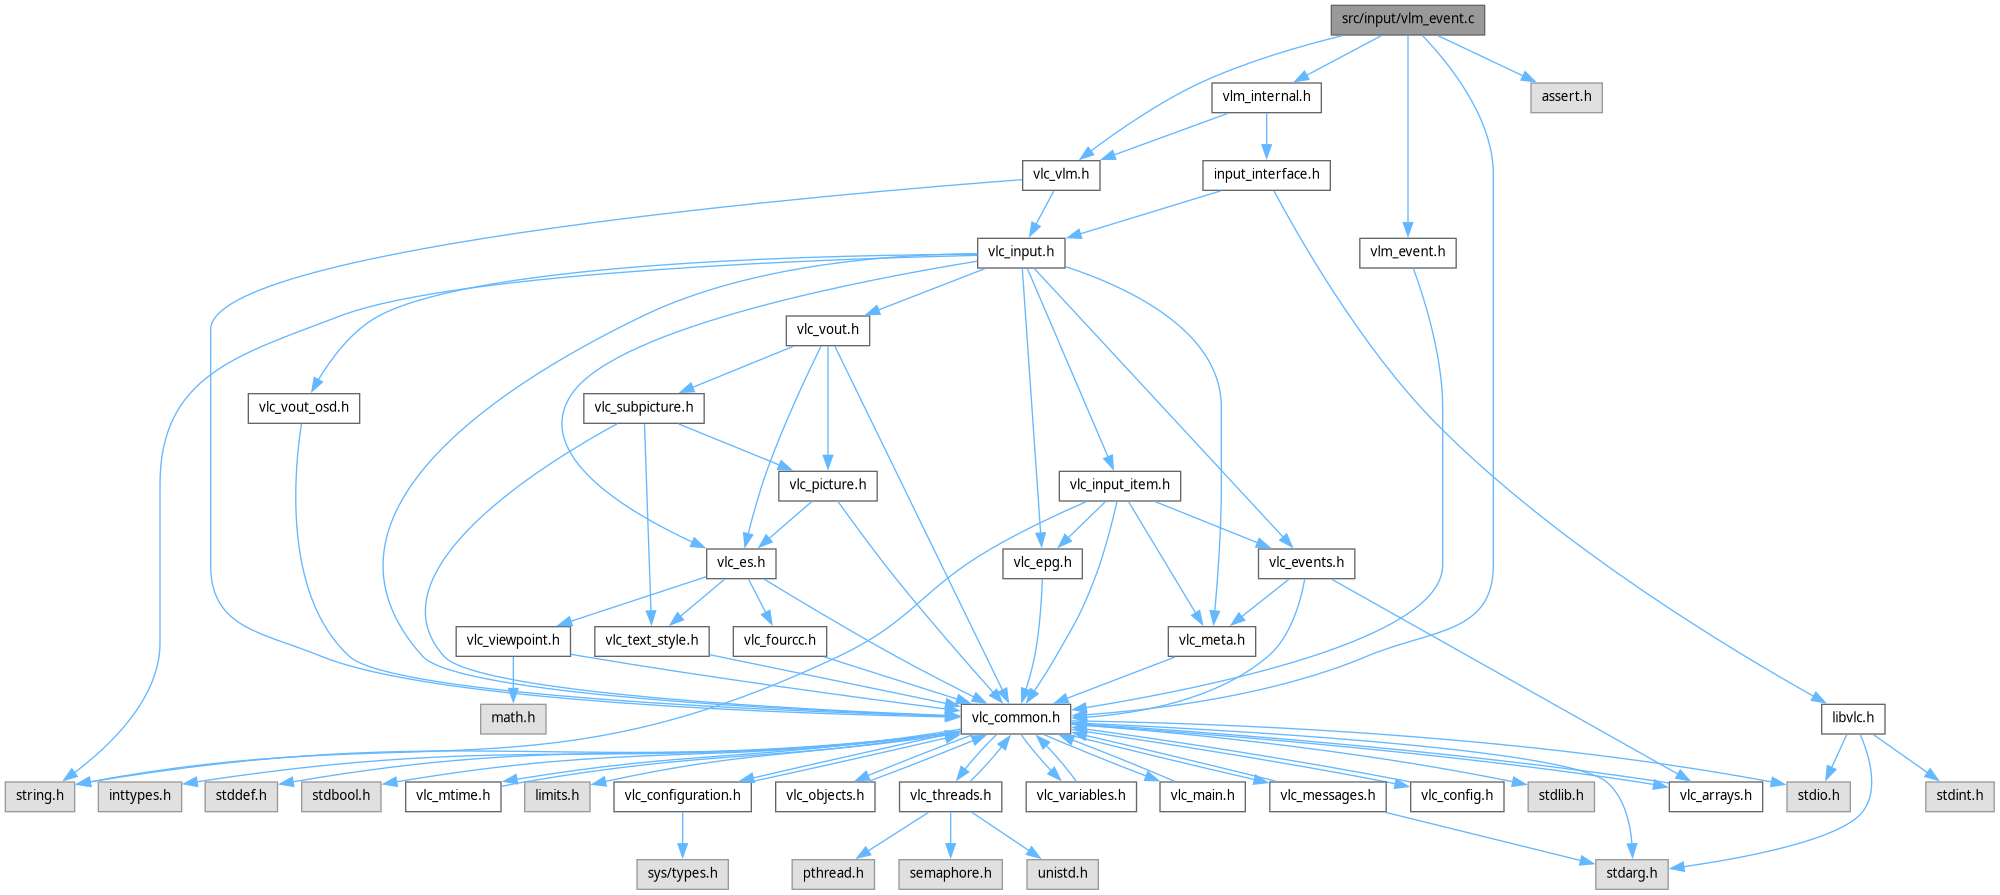 src/input/vlm_event.c
vlm_internal.h
assert.h
vlc_vlm.h
input_interface.h
vlc_input.h
vlm_event.h
vlc_vout.h
vlc_vout_osd.h
vlc_subpicture.h
vlc_picture.h
vlc_input_item.h
vlc_es.h
vlc_epg.h
vlc_events.h
vlc_viewpoint.h
vlc_text_style.h
vlc_fourcc.h
vlc_meta.h
math.h
vlc_common.h
libvlc.h
string.h
inttypes.h
stddef.h
stdbool.h
vlc_mtime.h
limits.h
vlc_configuration.h
vlc_objects.h
vlc_threads.h
vlc_variables.h
vlc_main.h
vlc_messages.h
vlc_config.h
stdlib.h
vlc_arrays.h
stdio.h
stdint.h
sys/types.h
pthread.h
semaphore.h
unistd.h
stdarg.h